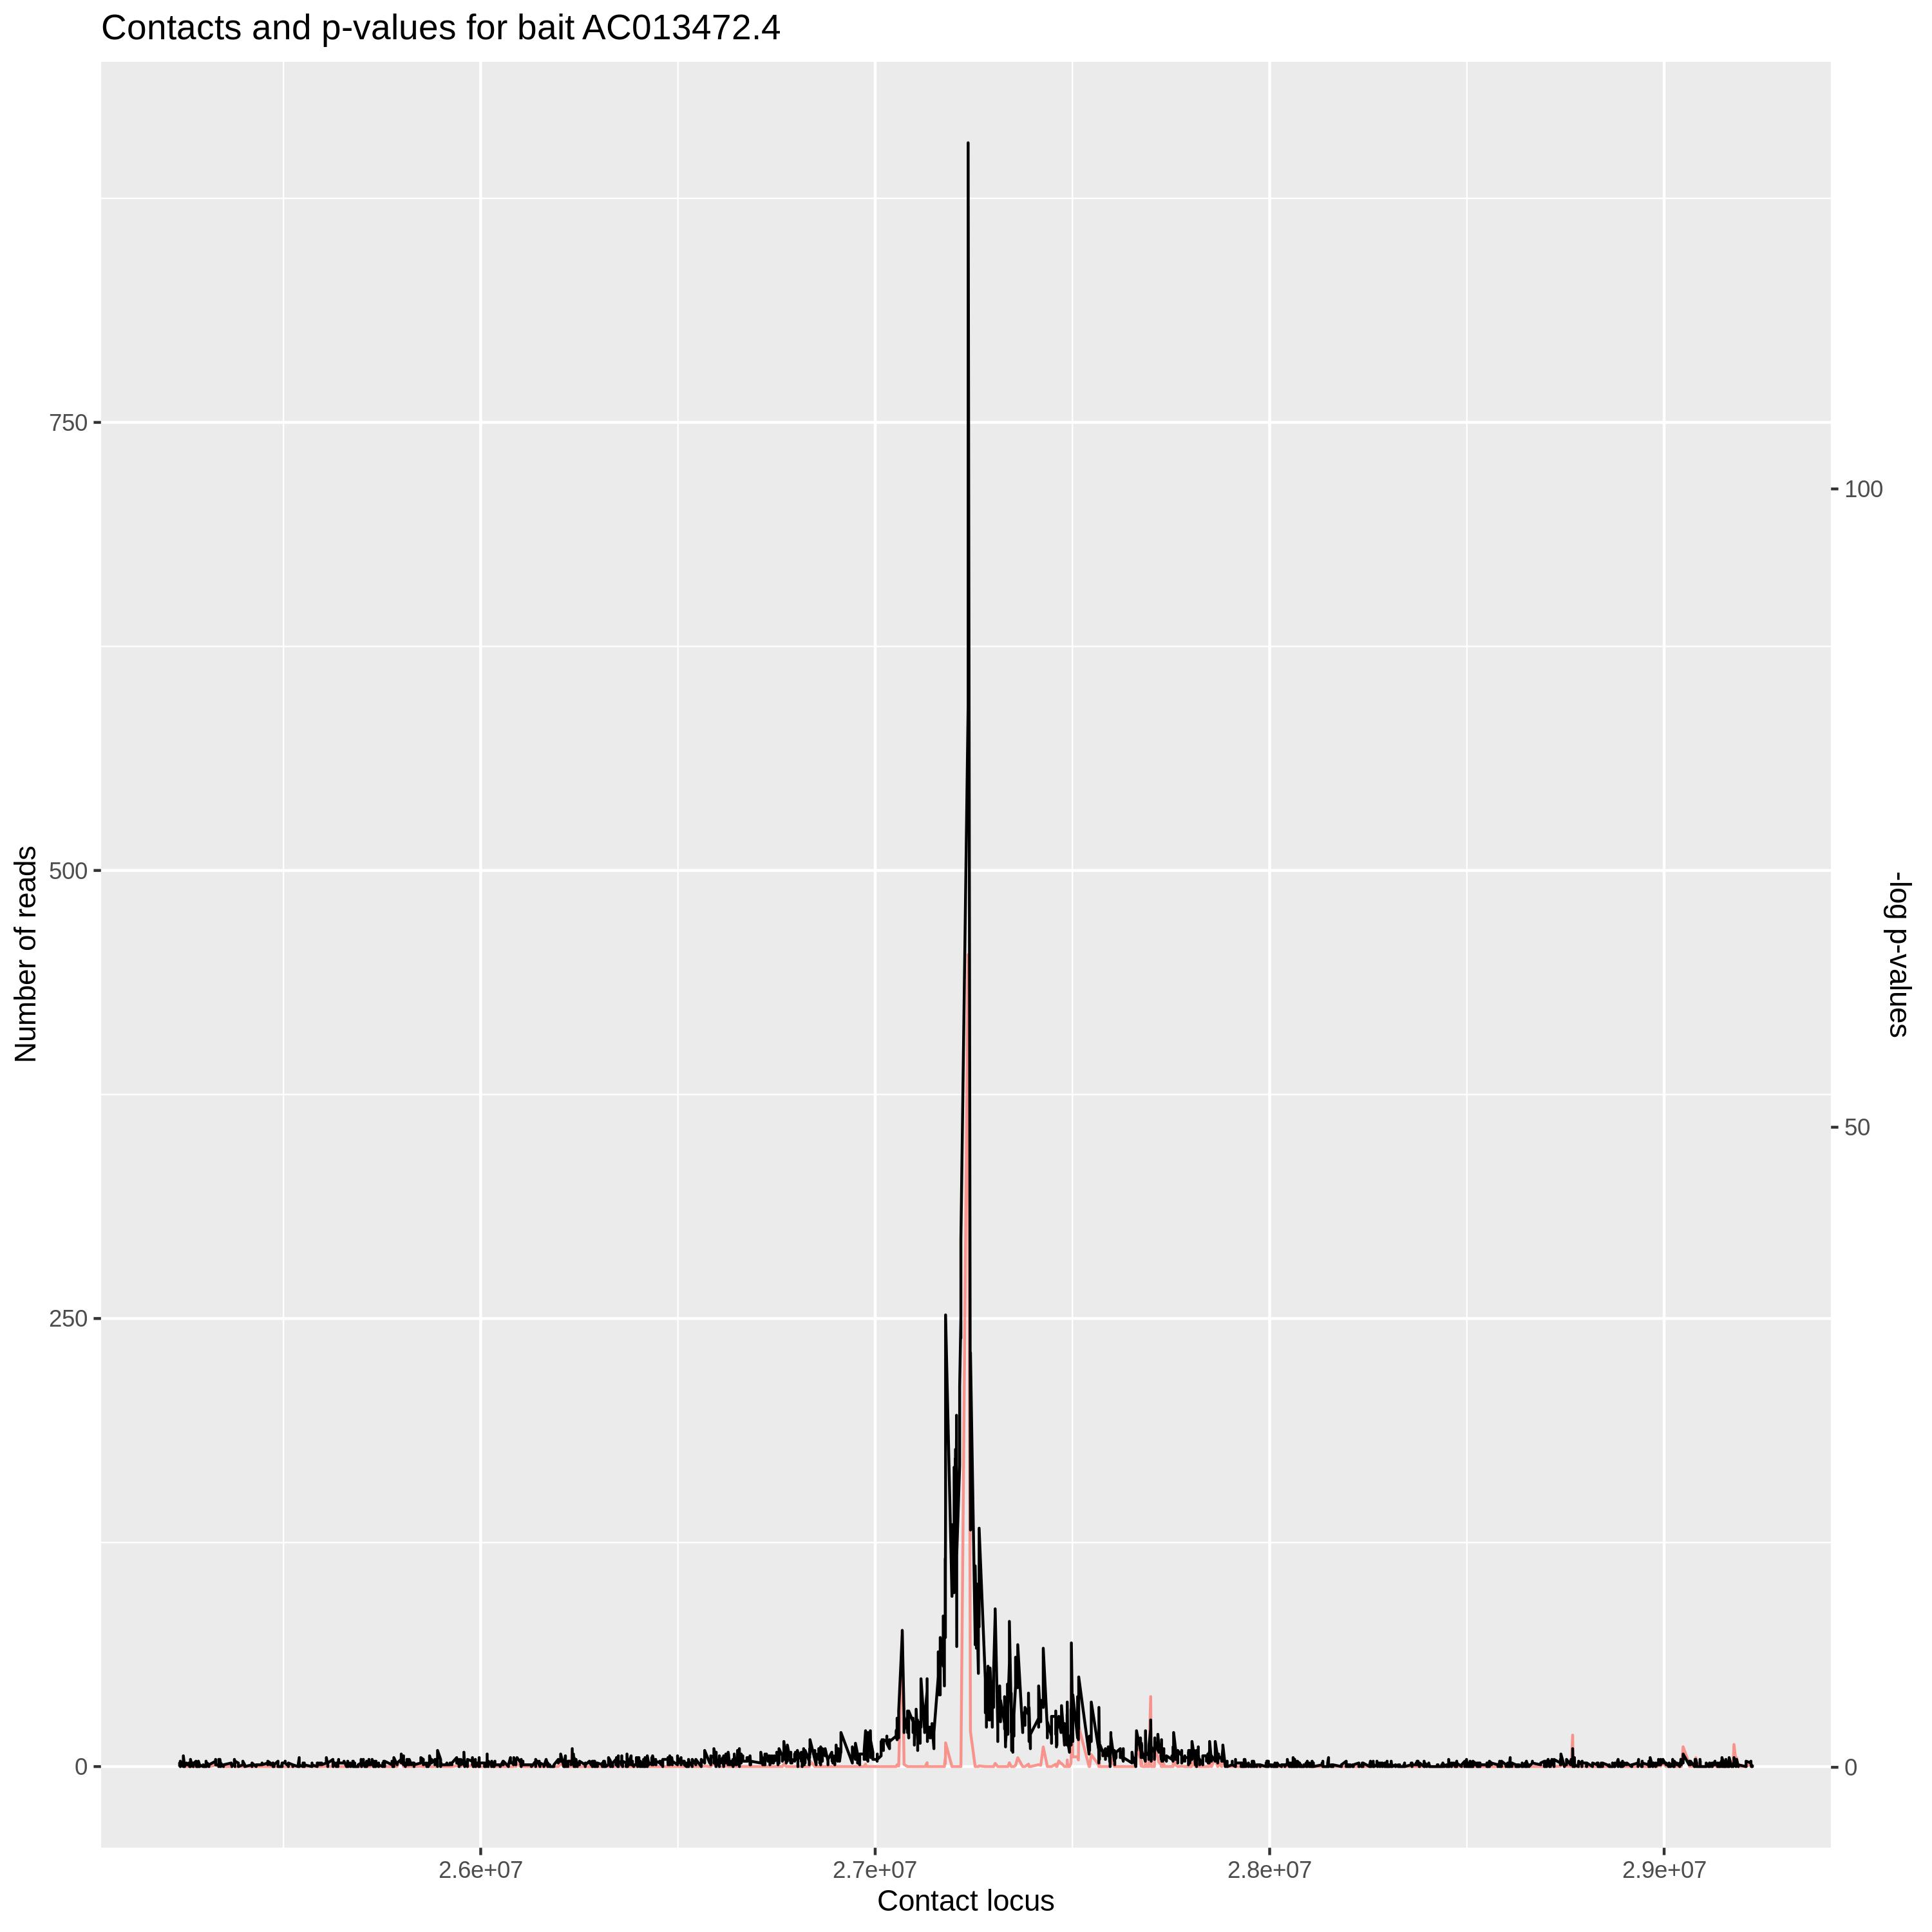 Contacts and p-values for bait AC013472.4
750
500
250
0
Number of reads
100
50
0
-log p-values
2.6e+07
2.7e+07
2.8e+07
2.9e+07
Contact locus